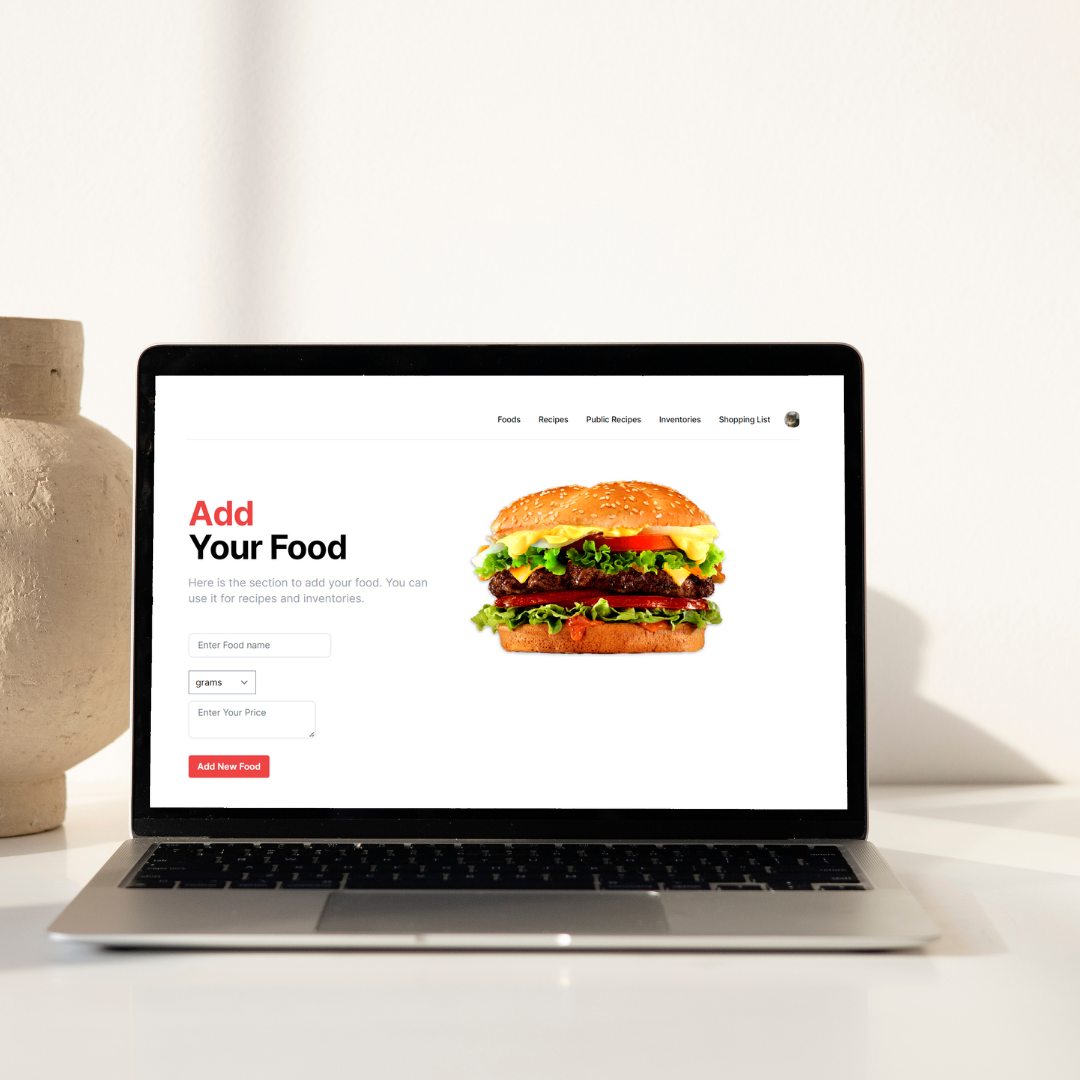 Foods Recipes Public Recipes Inventories Shopping List
Add
Your Food
Here is the section to add your food. You can
use it for recipes and inventories.
Enter Food name
grams
Enter Your Price
Add New Food